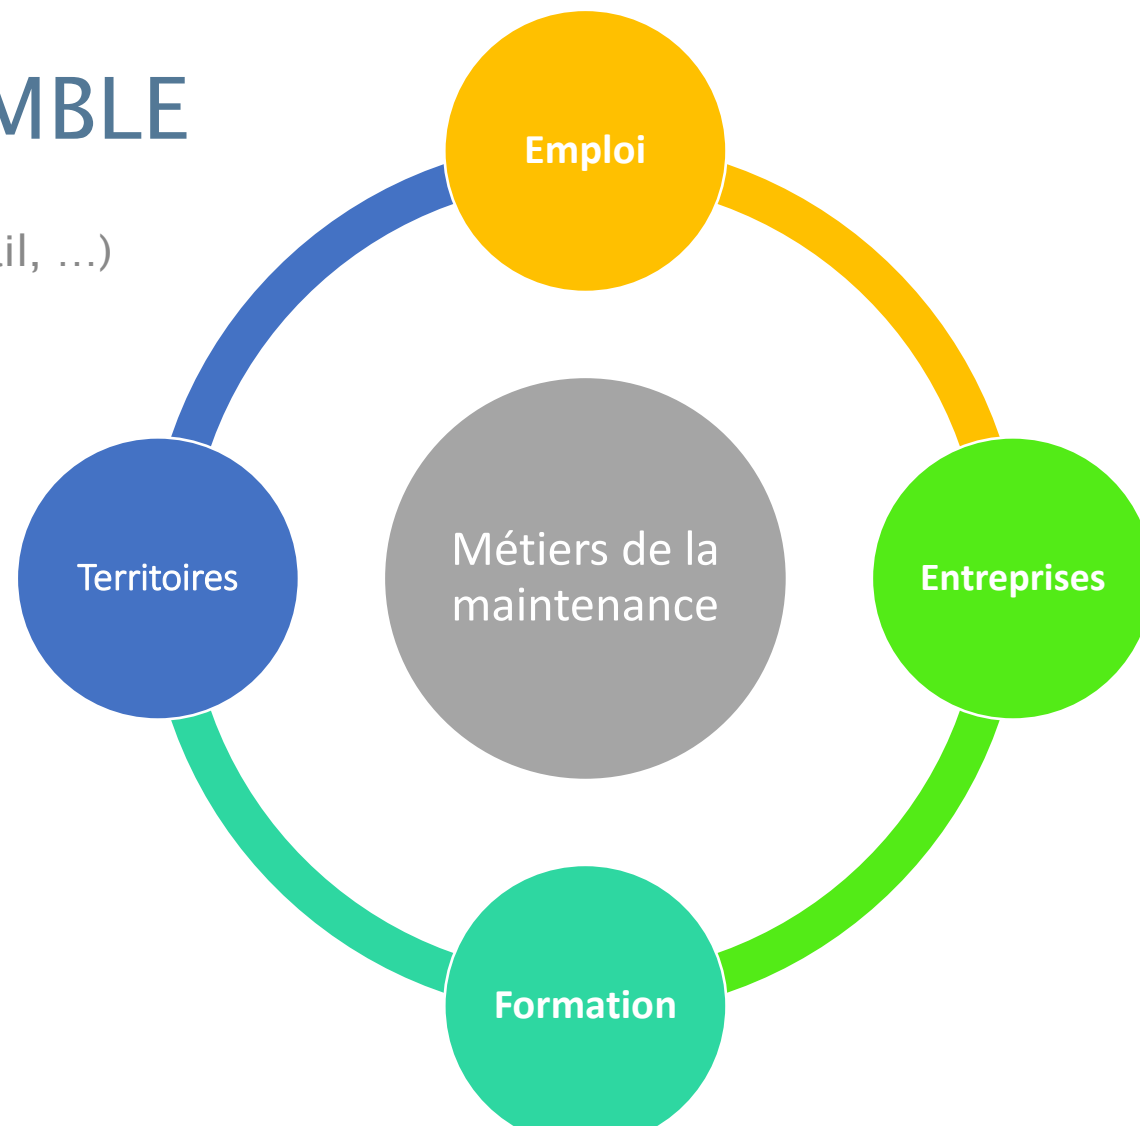 MBLE
Emploi
il, ...)
Métiers de la
maintenance
Territoires
Entreprises
Formation